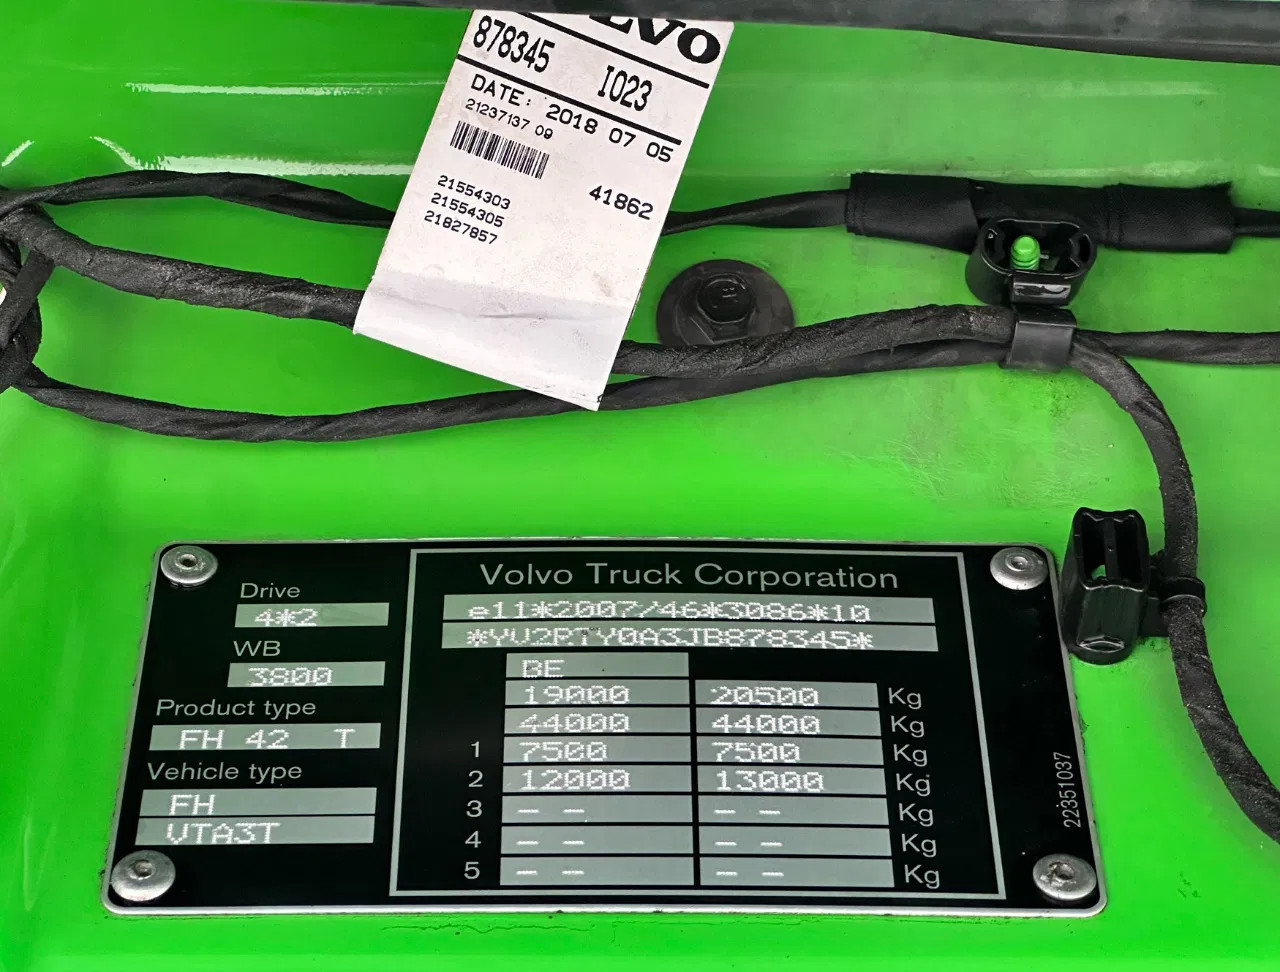 VOLVO
878345 I023
DATE: 2018 07 05
21237137 09
41862
21554303
21554305
21827857
Drive
4*2
WB
3800
Product type
FH 42 T
Vehicle type
FH
VTA3T
Volvo Truck Corporation
e11*2007/46*3086*10
*YV2RTY0A3JB878345*
BE
19000 20500 Kg
44000 44000 Kg
1 7500 7500 Kg
2 12000 13000 Kg
3 -- -- Kg
4 -- -- Kg
5 -- -- Kg
22351037